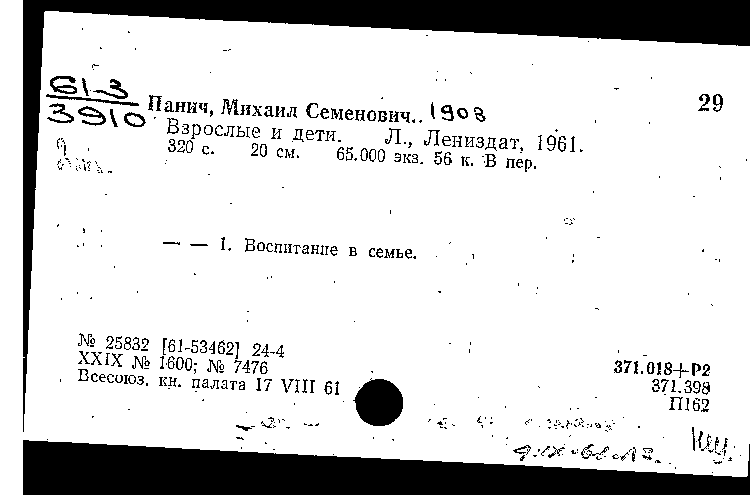 29
61-3
3910
Панич, Михаил Семенович.. 1908
Взрослые и дети. Л., Лениздат, 1961.
320 с. 20 см. 65.000 экз. 56 к. В пер.
— — 1. Воспитание в семье.
№ 25832 [61-53462] 24-4
XXIX № 1600; № 7476
Всесоюз. кн. палата 17 VIII 61
371.018+Р2
371.398
П162